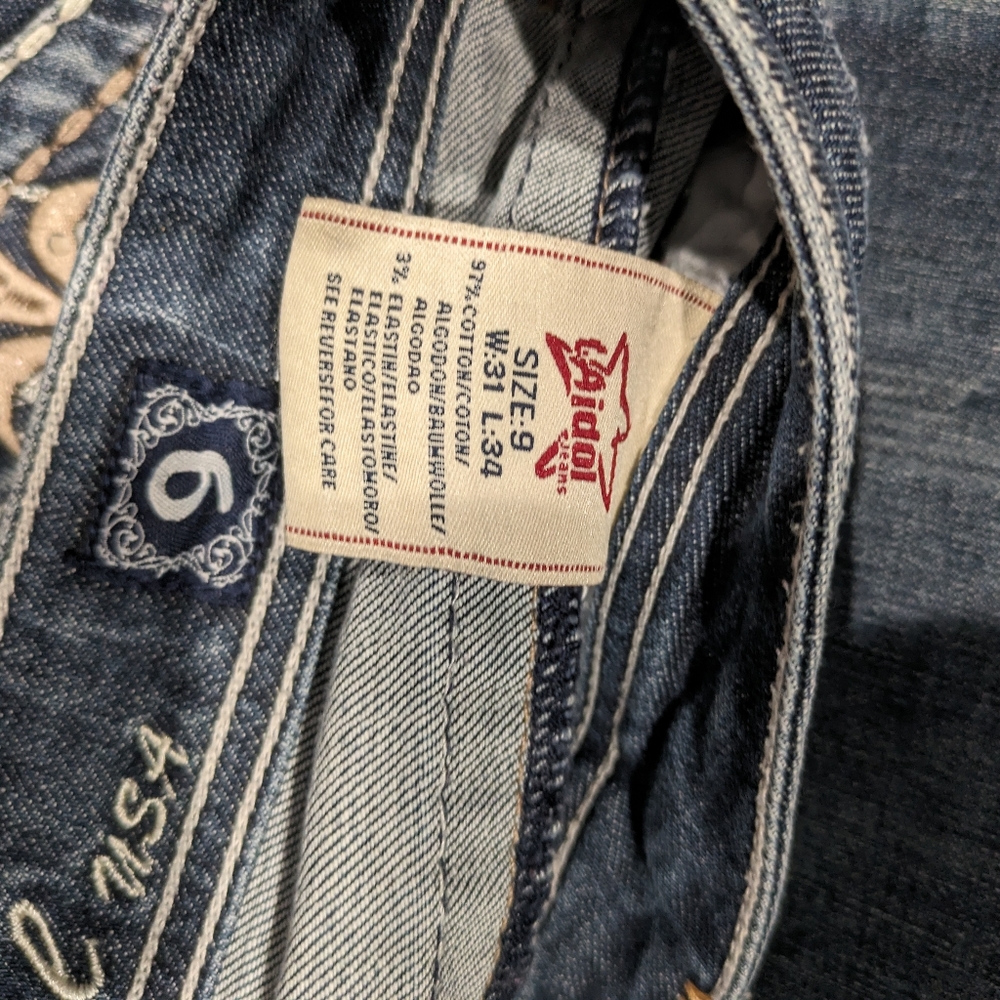 L.A idol
Jeans
SIZE:9
W.31 L-34
97% COTTON/COTON/
ALGODON/BAUMWOLLE/
ALGODAO
3% ELASTIN/ELASTINE/
ELASTICO/ELASTOMORO/
ELASTANO
SEE REVERSE FOR CARE
9
USA